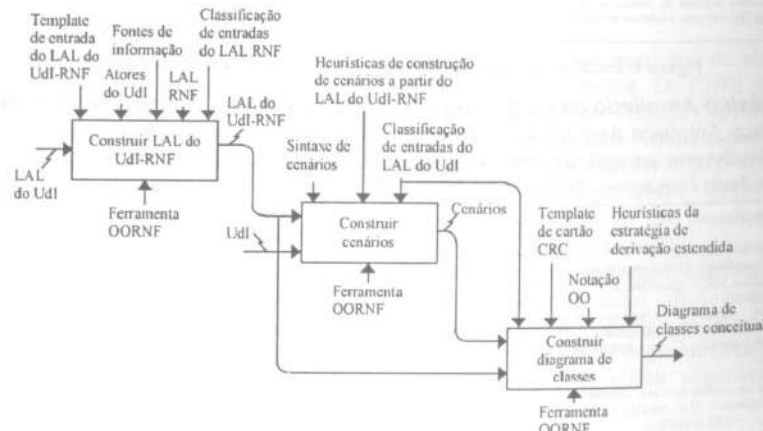 Template
de entrada
do LAL do
UdI-RNF
Fontes de
informação
Atores
do UdI
LAL
RNF
Classificação
de entradas
do LAL RNF
LAL do
UdI-RNF
Construir LAL do
UdI-RNF
LAL
do UdI
Ferramenta
OORNF
Heurísticas de construção
de cenários a partir do
LAL do UdI-RNF
Sintaxe de
cenários
Classificação
de entradas do
LAL do UdI
UdI
Construir
cenários
Cenários
Ferramenta
OORNF
Template
de cartão
CRC
Heurísticas da
estratégia de
derivação estendida
Notação
OO
Construir
diagrama de
classes
Diagrama de
classes conceitual
Ferramenta
OORNF